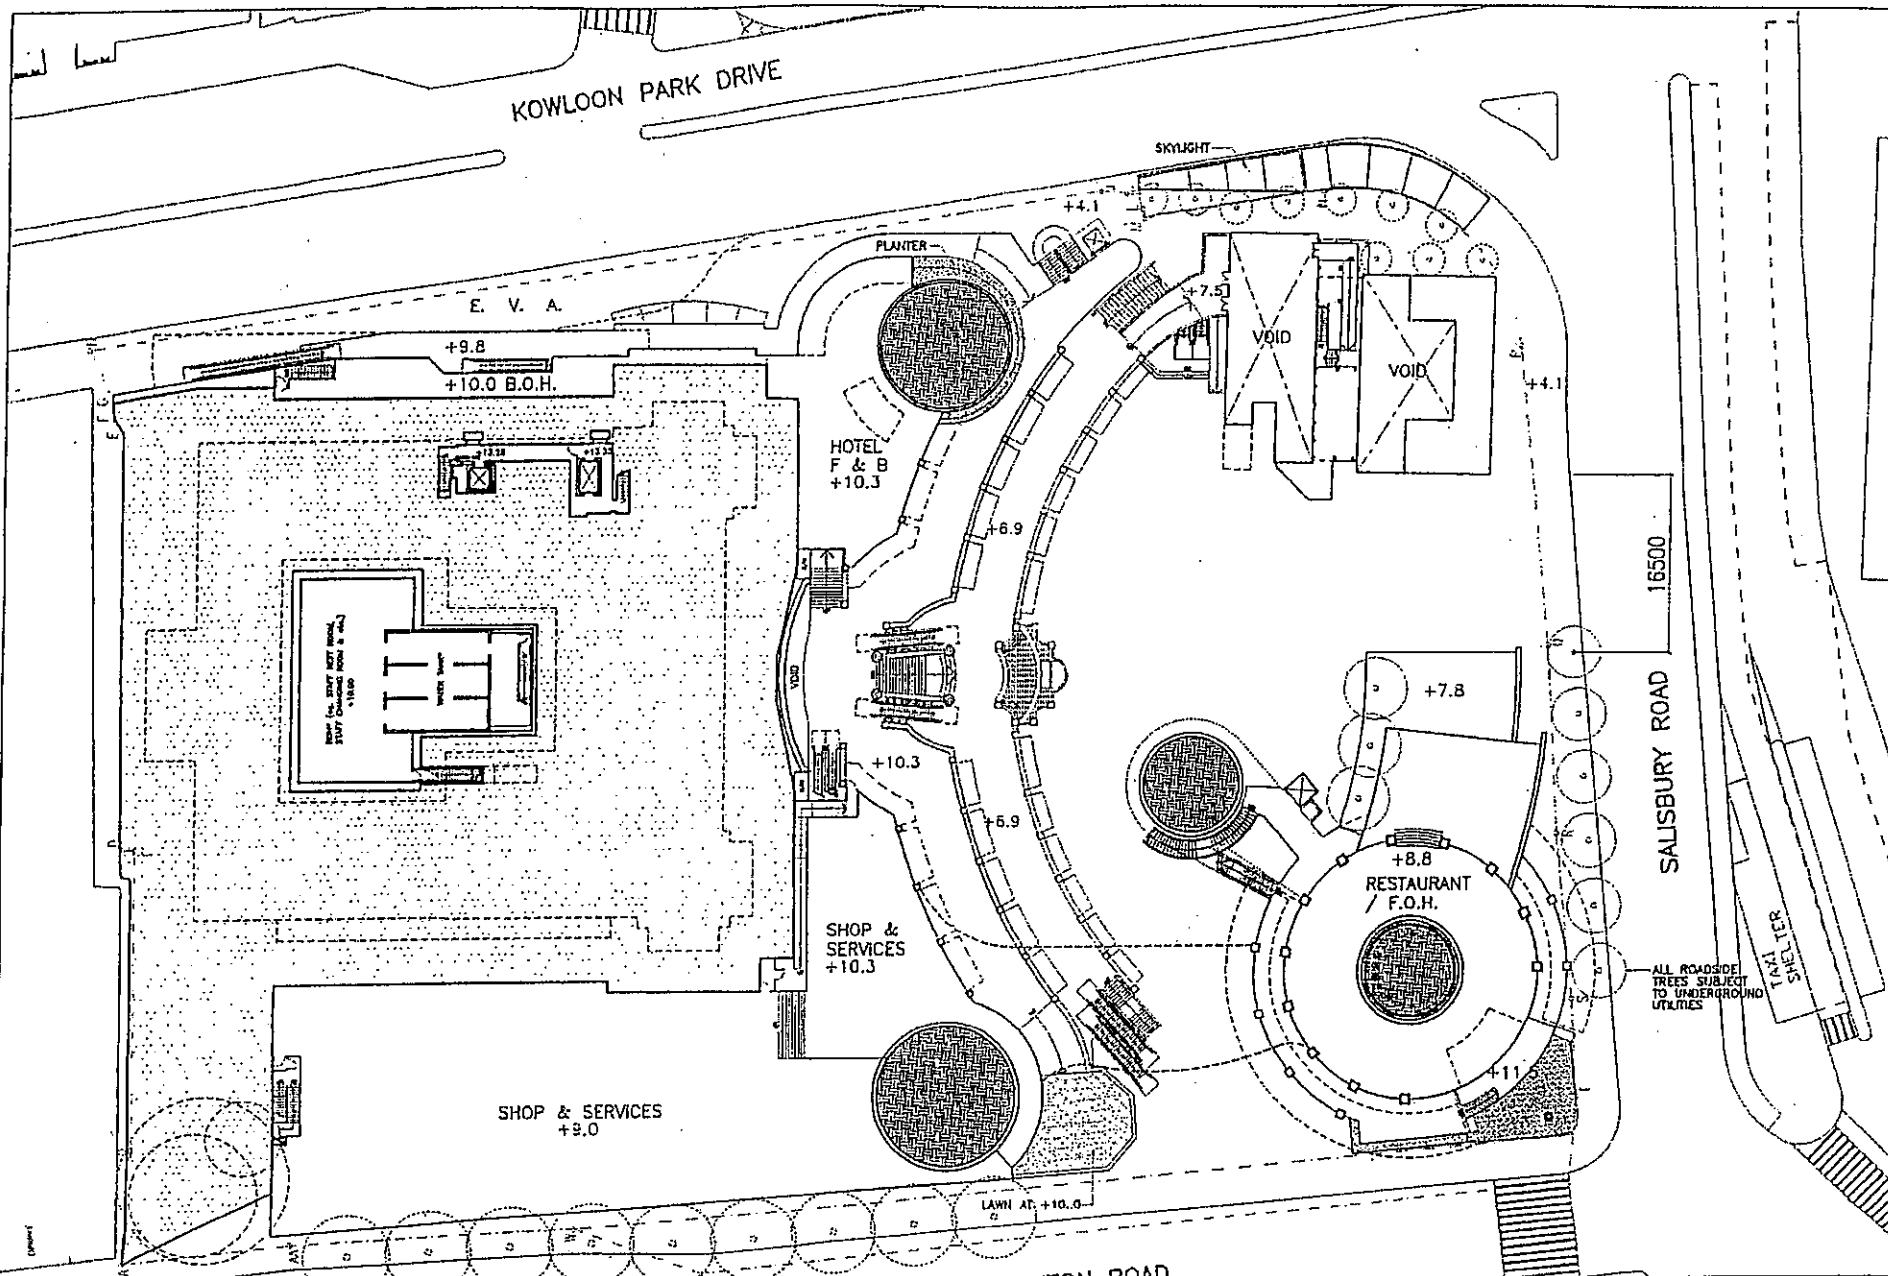 KOWLOON PARK DRIVE
SKYLIGHT
+4.1
PLANTER
E. V. A.
+7.5
+9.8
+10.0 B.O.H.
VOID
VOID
+4.1
HOTEL
F & B
+10.3
+6.9
16500
VOID
+7.8
SALISBURY ROAD
+10.3
+6.9
+8.8
RESTAURANT
F.O.H.
SHOP &
SERVICES
+10.3
ALL ROADSIDE
TREES SUBJECT
TO UNDERGROUND
UTILITIES
TAXI
SHELTER
+11.5
SHOP & SERVICES
+9.0
LAWN AT +10.0
ROAD